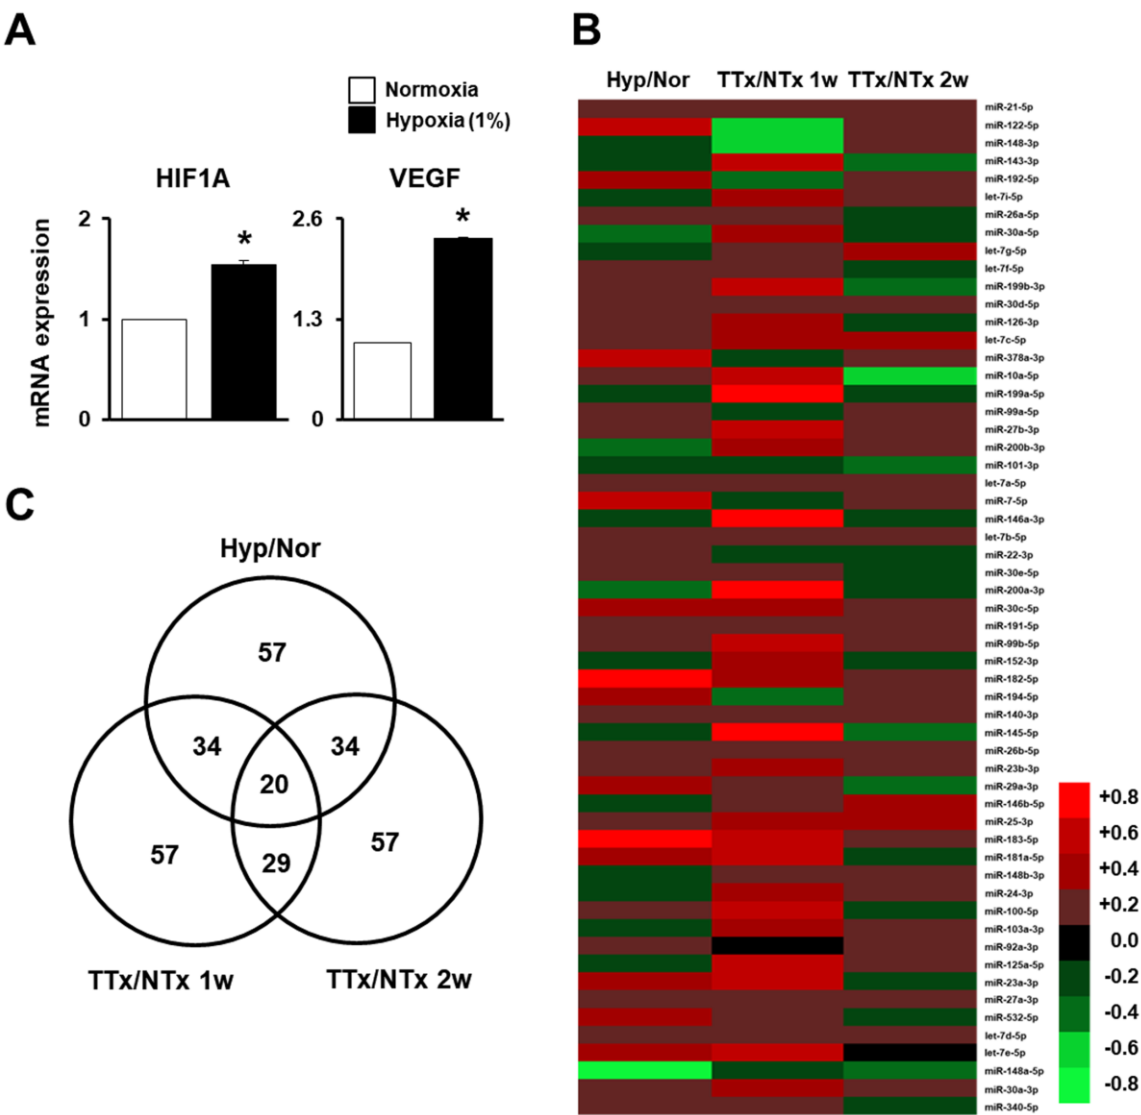 A
Normoxia
Hypoxia (1%)
HIF1A
VEGF
mRNA expression
2
1
0
*
2.6
1.3
0
*
B
Hyp/Nor TTx/NTx 1w TTx/NTx 2w
miR-21-5p
miR-122-5p
miR-148-3p
miR-143-3p
miR-192-5p
let-7i-5p
miR-26a-5p
miR-30a-5p
let-7g-5p
let-7f-5p
miR-199b-3p
miR-30d-5p
miR-126-3p
let-7c-5p
miR-378a-3p
miR-10a-5p
miR-199a-5p
miR-99a-5p
miR-27b-3p
miR-200b-3p
miR-101-3p
let-7a-5p
miR-7-5p
miR-146a-3p
let-7b-5p
miR-22-3p
miR-30e-5p
miR-200a-3p
miR-30c-5p
miR-191-5p
miR-99b-5p
miR-152-3p
miR-182-5p
miR-194-5p
miR-140-3p
miR-145-5p
miR-26b-5p
miR-23b-3p
miR-29a-3p
miR-146b-5p
miR-25-3p
miR-183-5p
miR-181a-5p
miR-148b-3p
miR-24-3p
miR-100-5p
miR-103a-3p
miR-92a-3p
miR-125a-5p
miR-23a-3p
miR-27a-3p
miR-532-5p
let-7d-5p
let-7e-5p
miR-148a-5p
miR-30a-3p
miR-340-5p
+0.8
+0.6
+0.4
+0.2
0.0
-0.2
-0.4
-0.6
-0.8
C
Hyp/Nor
57
34
34
20
57
57
29
TTx/NTx 1w
TTx/NTx 2w